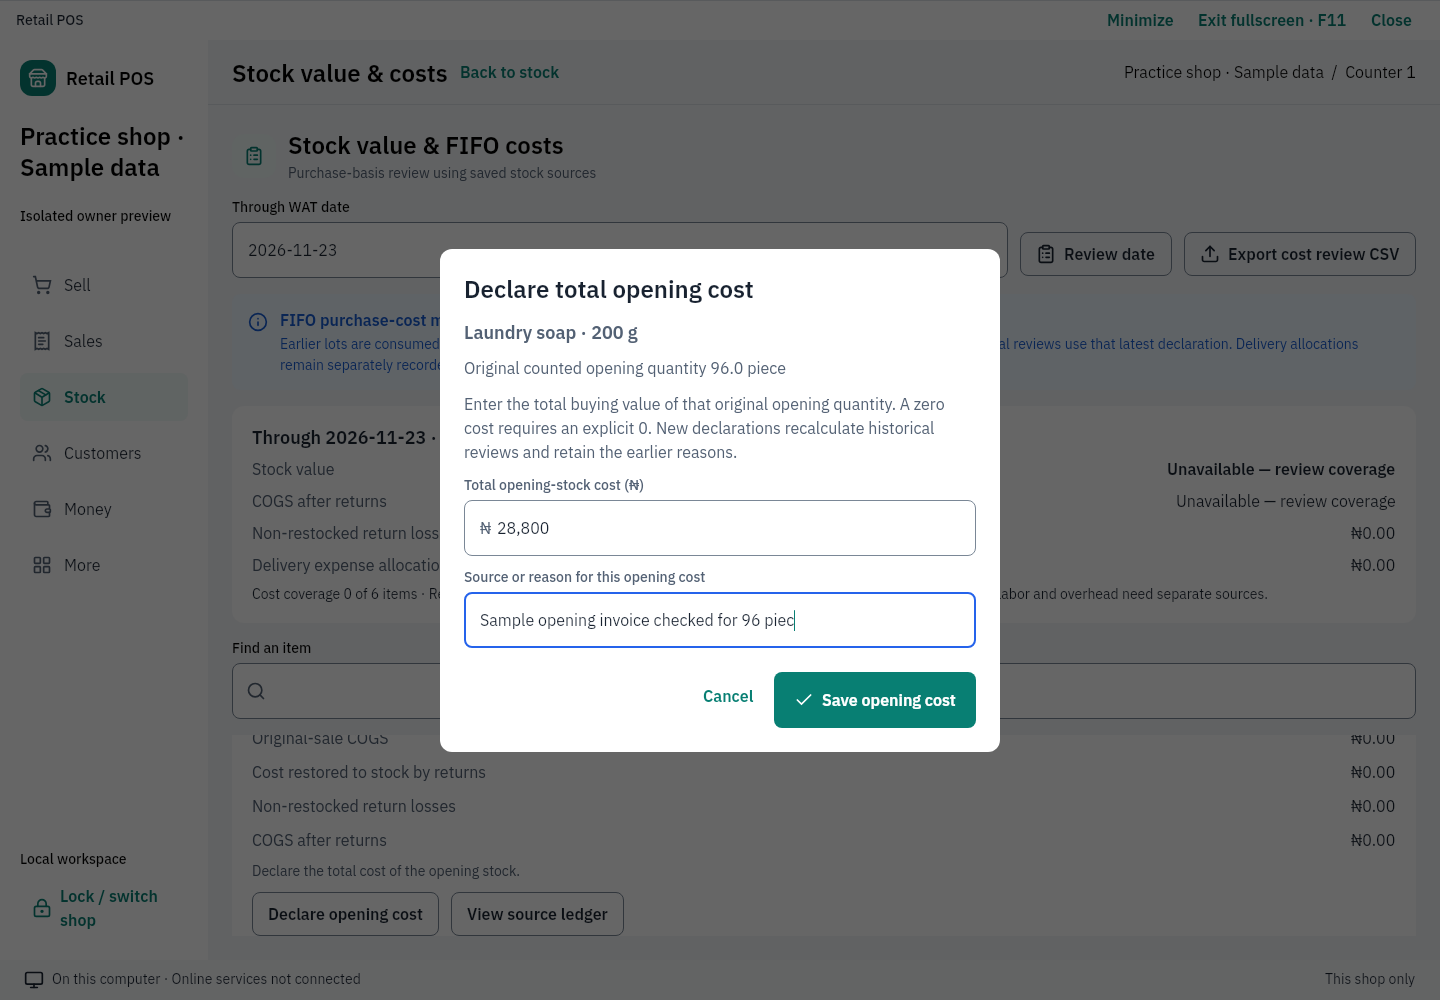 Retail POS
Minimize
Exit fullscreen · F11
Close
Retail POS
Stock value & costs
Back to stock
Practice shop · Sample data / Counter 1
Practice shop ·
Sample data
Isolated owner preview
Sell
Sales
Stock
Customers
Money
More
Local workspace
Lock / switch
shop
Stock value & FIFO costs
Purchase-basis review using saved stock sources
Through WAT date
2026-11-23
Review date
Export cost review CSV
FIFO purchase-cost
Earlier lots are consumed
reviews use that latest declaration. Delivery allocations
remain separately
Through 2026-11-23 ·
Stock value
Unavailable — review coverage
COGS after returns
Unavailable — review coverage
Non-restocked return
₦0.00
Delivery expense
₦0.00
Cost coverage 0 of 6 items ·
and overhead need separate sources.
Find an item
Original-sale COGS
₦0.00
Cost restored to stock by returns
₦0.00
Non-restocked return losses
₦0.00
COGS after returns
₦0.00
Declare the total cost of the opening stock.
Declare opening cost
View source ledger
Declare total opening cost
Laundry soap · 200 g
Original counted opening quantity 96.0 piece
Enter the total buying value of that original opening quantity. A zero
cost requires an explicit 0. New declarations recalculate historical
reviews and retain the earlier reasons.
Total opening-stock cost (₦)
₦ 28,800
Source or reason for this opening cost
Sample opening invoice checked for 96 piec
Cancel
Save opening cost
On this computer · Online services not connected
This shop only